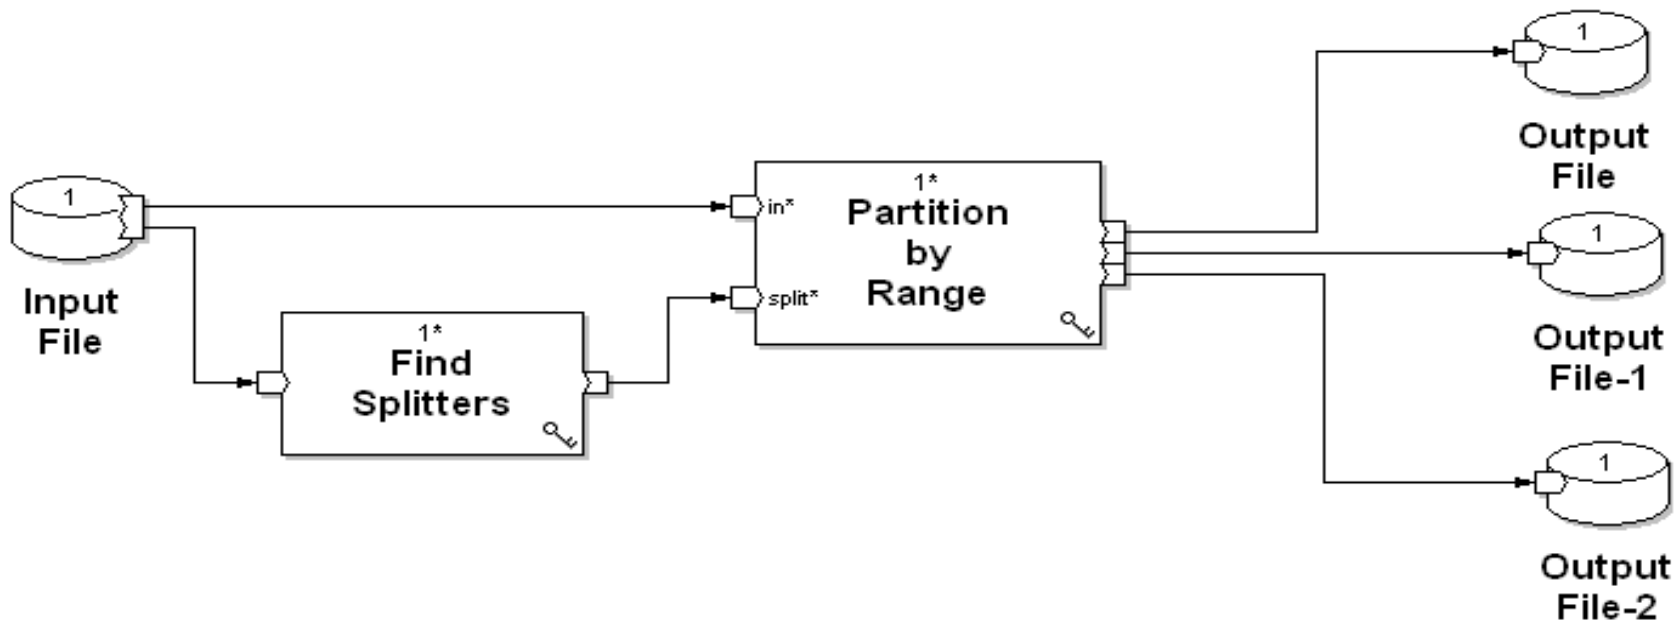 1
Input
File
1*
Find
Splitters
in*
split*
1*
Partition
by
Range
1
Output
File
1
Output
File-1
1
Output
File-2